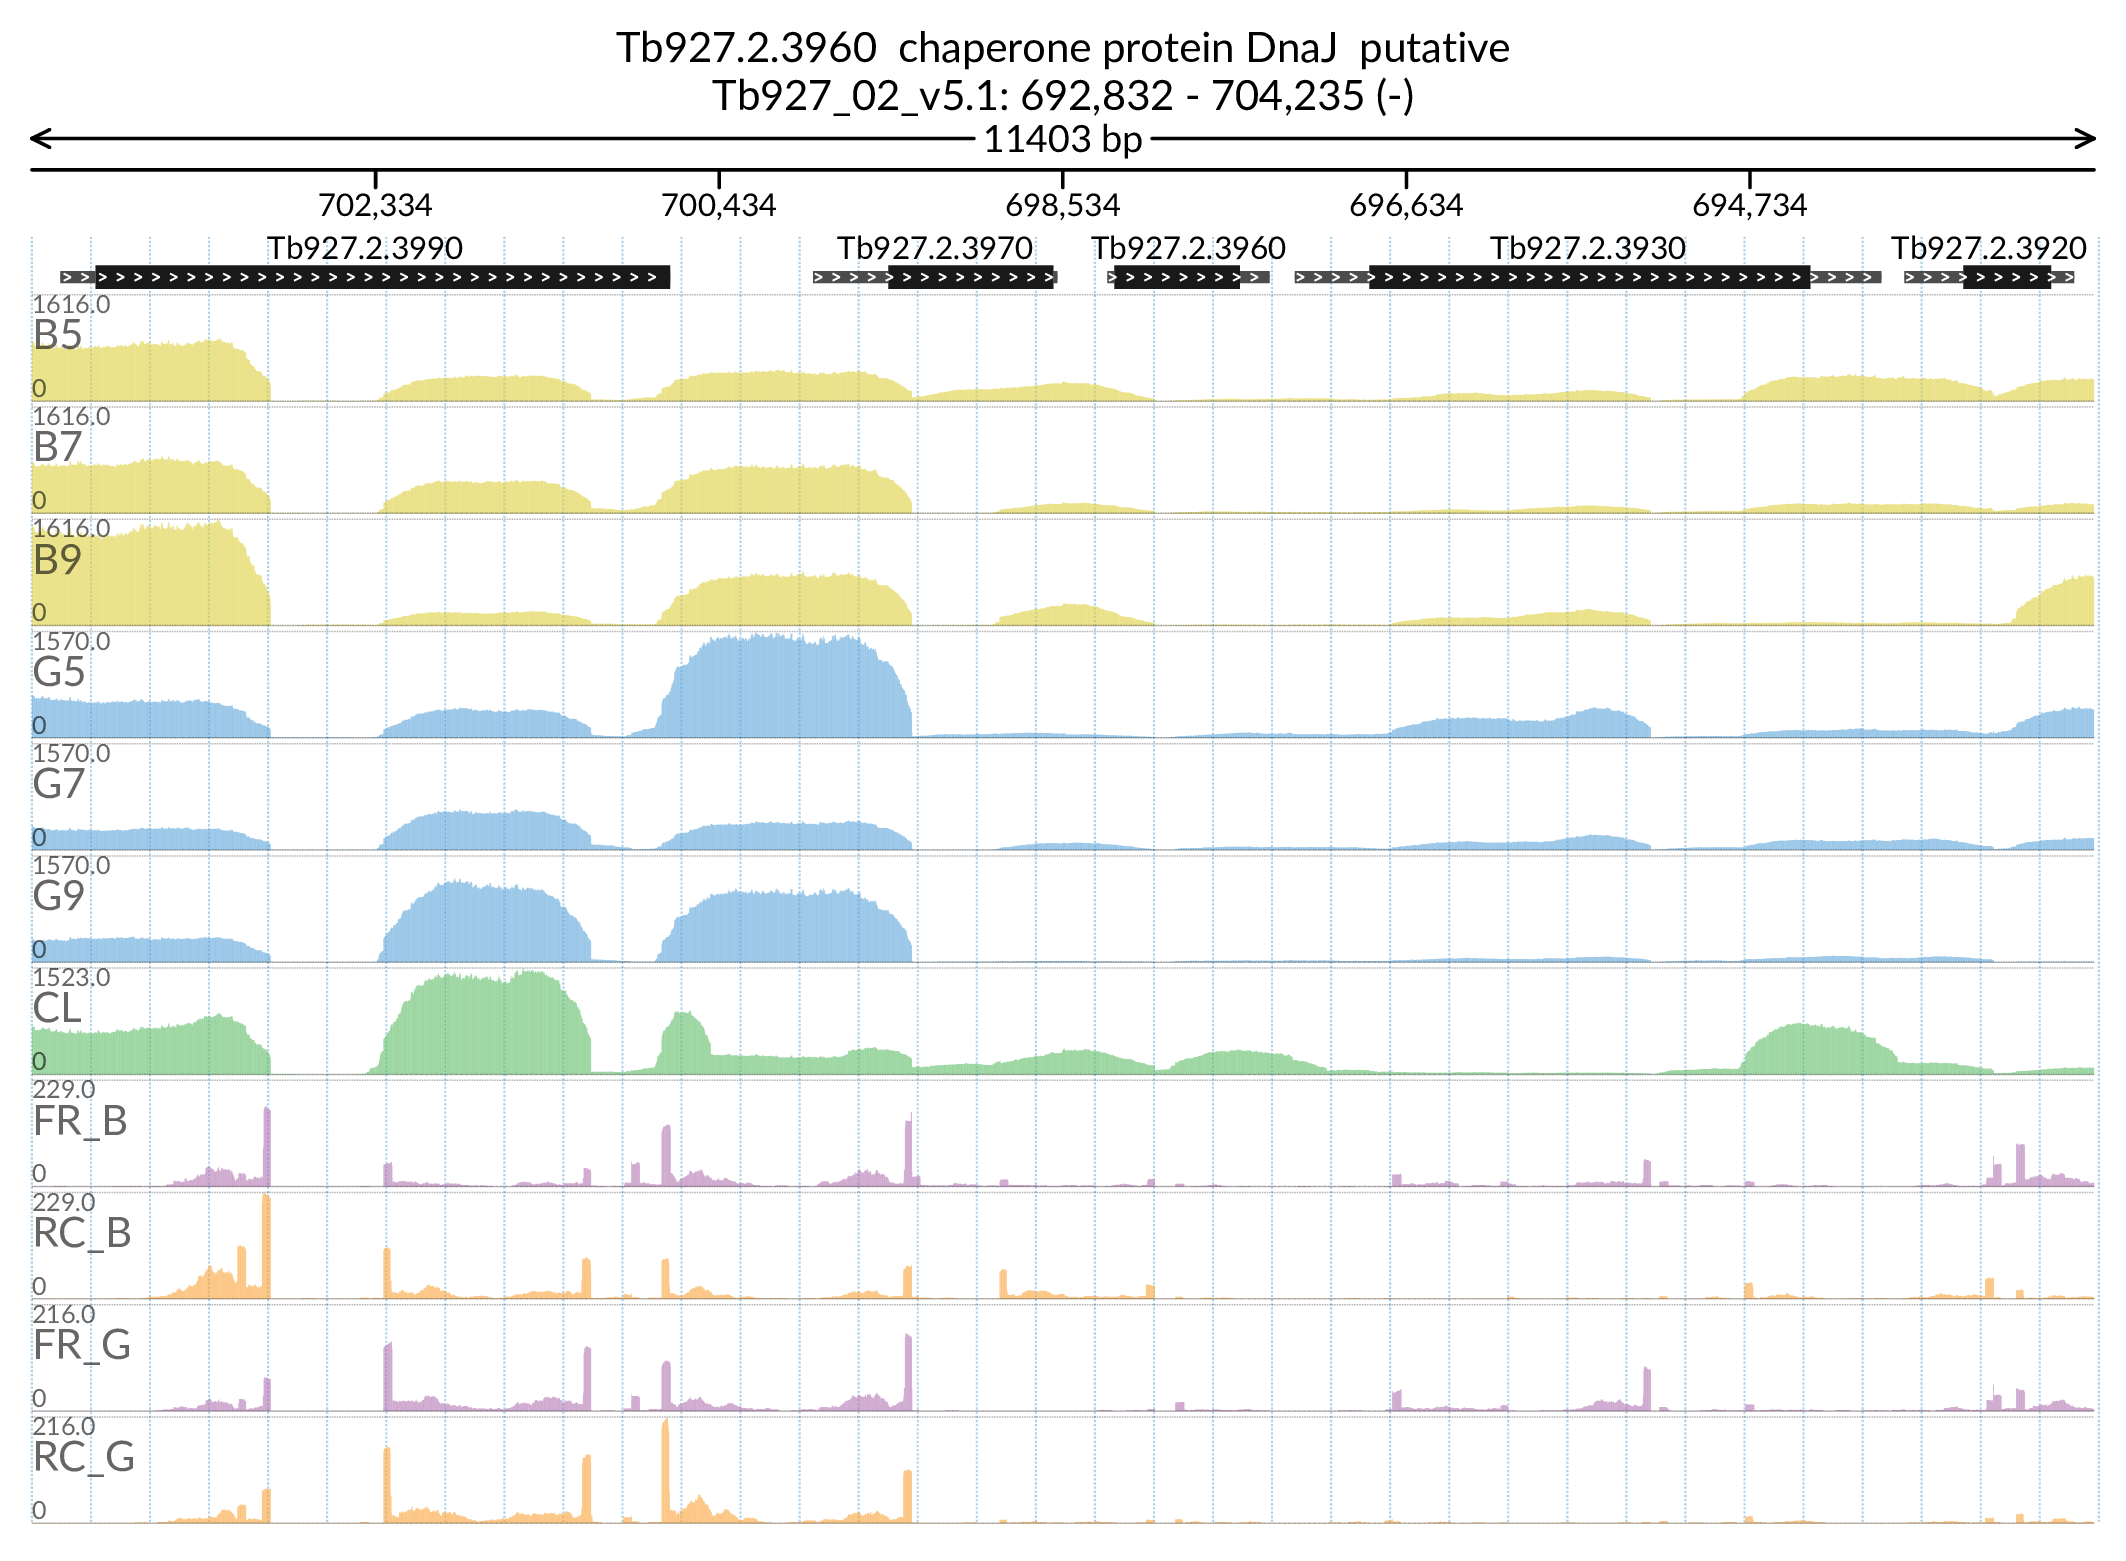 Tb927.2.3960  chaperone protein DnaJ  putative
Tb927_02_v5.1: 692,832 - 704,235 (-)
11403 bp
702,334 700,434 698,534 696,634 694,734
Tb927.2.3990 Tb927.2.3970 Tb927.2.3960 Tb927.2.3930 Tb927.2.3920
1616.0
B5
0
1616.0
B7
0
1616.0
B9
0
1570.0
G5
0
1570.0
G7
0
1570.0
G9
0
1523.0
CL
0
229.0
FR_B
0
229.0
RC_B
0
216.0
FR_G
0
216.0
RC_G
0